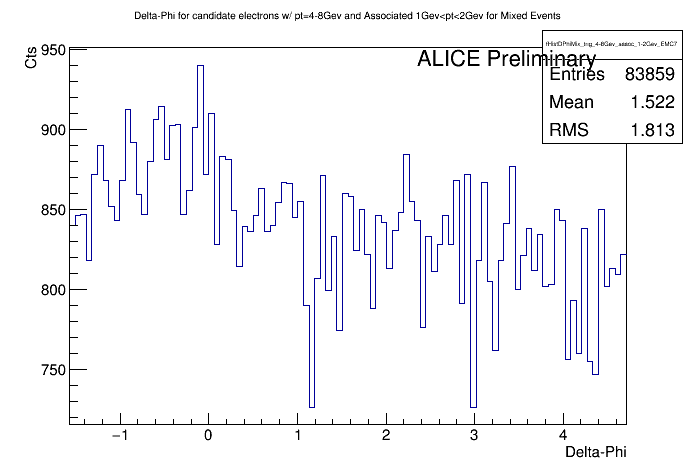 Delta-Phi for candidate electrons w/ pt=4-8Gev and Associated 1Gev<pt<2Gev for Mixed Events
fHistDPhiMix_trig_4-8Gev_assoc_1-2Gev_EMC7
ALICE Preliminary
Entries 83859
Mean 1.522
RMS 1.813
Cts
950
900
850
800
750
−1 0 1 2 3 4
Delta-Phi